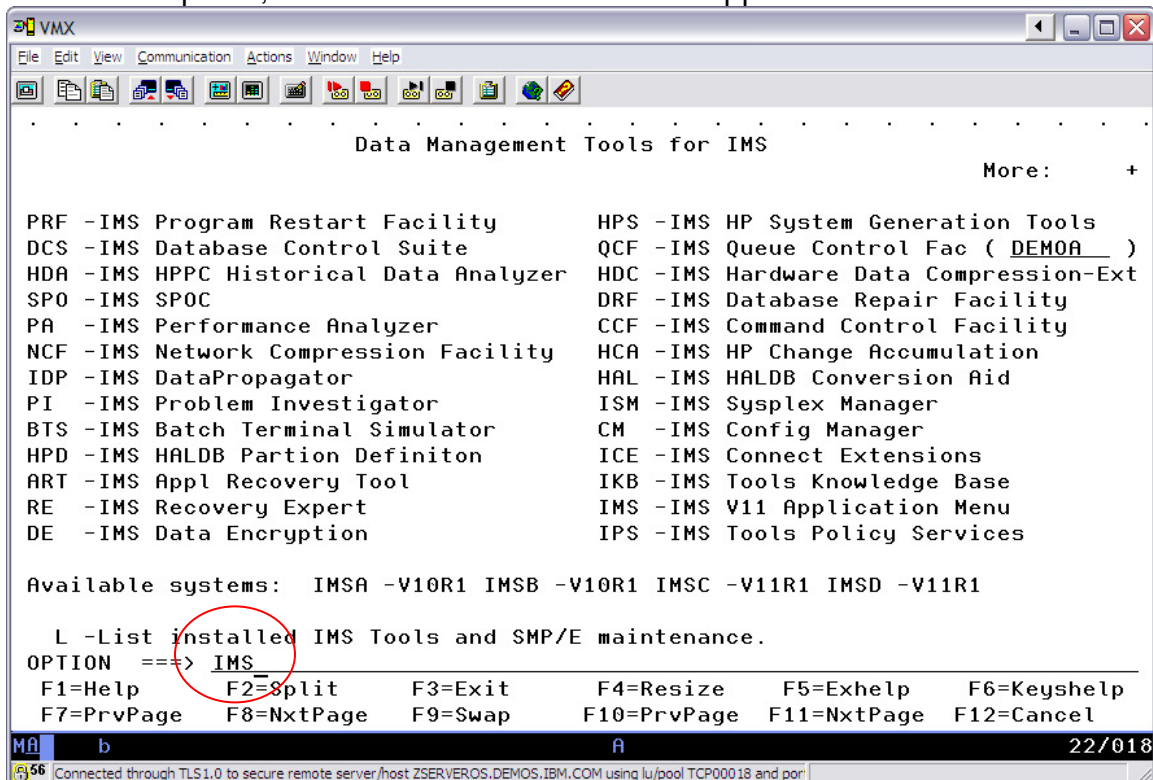 VMX
File Edit View Communication Actions Window Help
. . . . . . . . . . . . . . . . . . . . . . . . . . .
Data Management Tools for IMS
More: +
PRF -IMS Program Restart Facility HPS -IMS HP System Generation Tools
DCS -IMS Database Control Suite QCF -IMS Queue Control Fac ( DEMOA )
HDA -IMS HPPC Historical Data Analyzer HDC -IMS Hardware Data Compression-Ext
SPO -IMS SPOC DRF -IMS Database Repair Facility
PA -IMS Performance Analyzer CCF -IMS Command Control Facility
NCF -IMS Network Compression Facility HCA -IMS HP Change Accumulation
IDP -IMS DataPropagator HAL -IMS HALDB Conversion Aid
PI -IMS Problem Investigator ISM -IMS Sysplex Manager
BTS -IMS Batch Terminal Simulator CM -IMS Config Manager
HPD -IMS HALDB Partion Definiton ICE -IMS Connect Extensions
ART -IMS Appl Recovery Tool IKB -IMS Tools Knowledge Base
RE -IMS Recovery Expert IMS -IMS V11 Application Menu
DE -IMS Data Encryption IPS -IMS Tools Policy Services
Available systems: IMSA -V10R1 IMSB -V10R1 IMSC -V11R1 IMSD -V11R1
L -List installed IMS Tools and SMP/E maintenance.
OPTION ===> IMS
F1=Help F2=Split F3=Exit F4=Resize F5=Exhelp F6=Keyshelp
F7=PrvPage F8=NxtPage F9=Swap F10=PrvPage F11=NxtPage F12=Cancel
MA b A 22/018
56 Connected through TLS1.0 to secure remote server/host ZSERVEROS.DEMOS.IBM.COM using lu/pool TCP00018 and por